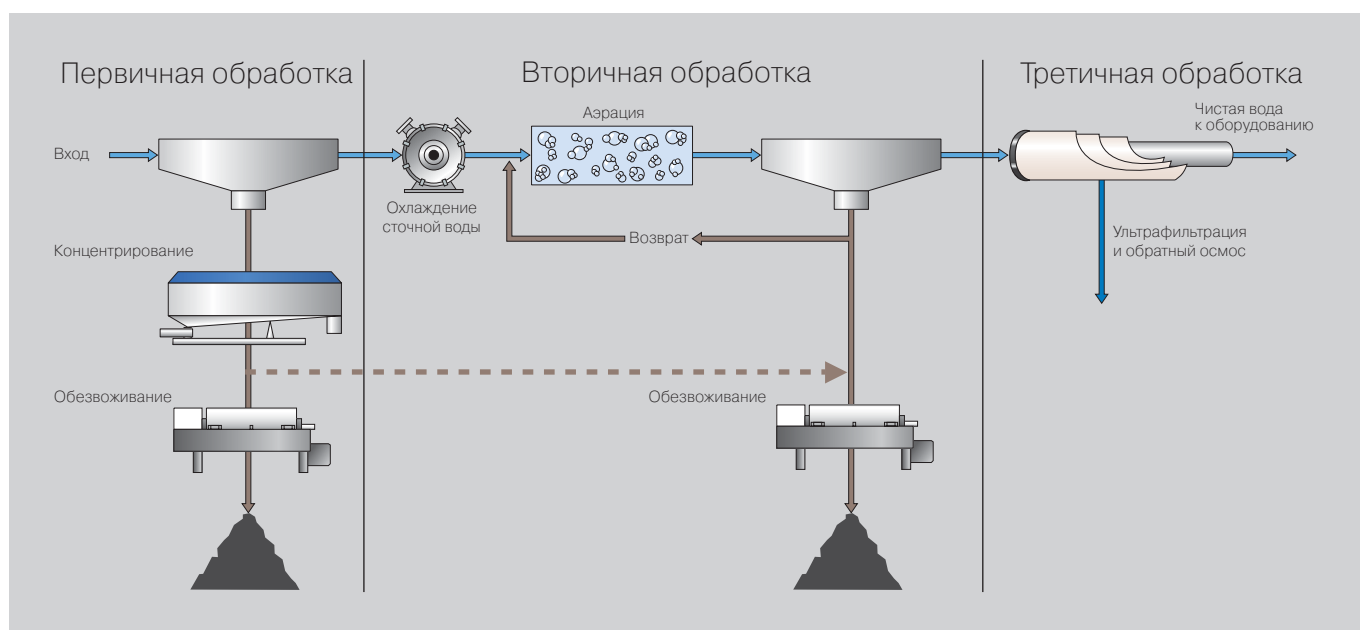 Первичная обработка
Вторичная обработка
Третичная обработка
Вход
Аэрация
Чистая вода
к оборудованию
Охлаждение
сточной воды
Возврат
Ультрафильтрация
и обратный осмос
Концентрирование
Обезвоживание
Обезвоживание